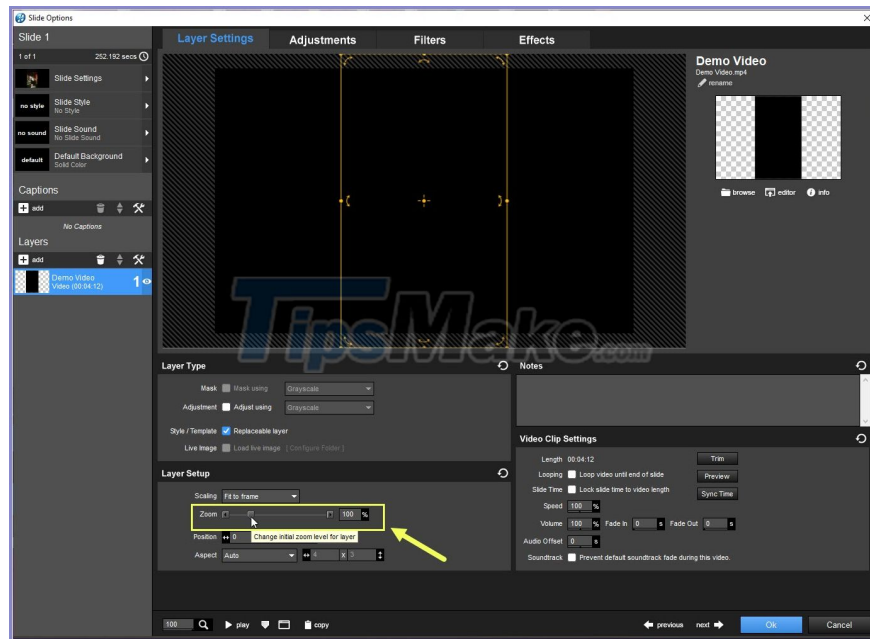 Slide Options
Slide 1
1 of 1 252.192 secs
Slide Settings
no style Slide Style
No Style
no sound Slide Sound
No Slide Sound
default Default Background
Solid Color
Captions
add
No Captions
Layers
add
Demo Video
Video (00:04:12) 1
Layer Settings Adjustments Filters Effects
Demo Video
Demo Video.mp4
rename
browse editor info
TipsMake.com
Layer Type
Mask Mask using Grayscale
Adjustment Adjust using Grayscale
Style / Template Replaceable layer
Live Image Load live image [ Configure Folder ]
Layer Setup
Scaling Fit to frame
Zoom 100 %
Position 0 Change initial zoom level for layer
Aspect Auto 4 x 3
Notes
Video Clip Settings
Length 00:04:12 Trim
Looping Loop video until end of slide Preview
Slide Time Lock slide time to video length Sync Time
Speed 100 %
Volume 100 % Fade In 0 s Fade Out 0 s
Audio Offset 0 s
Soundtrack Prevent default soundtrack fade during this video.
100 play copy previous next Ok Cancel